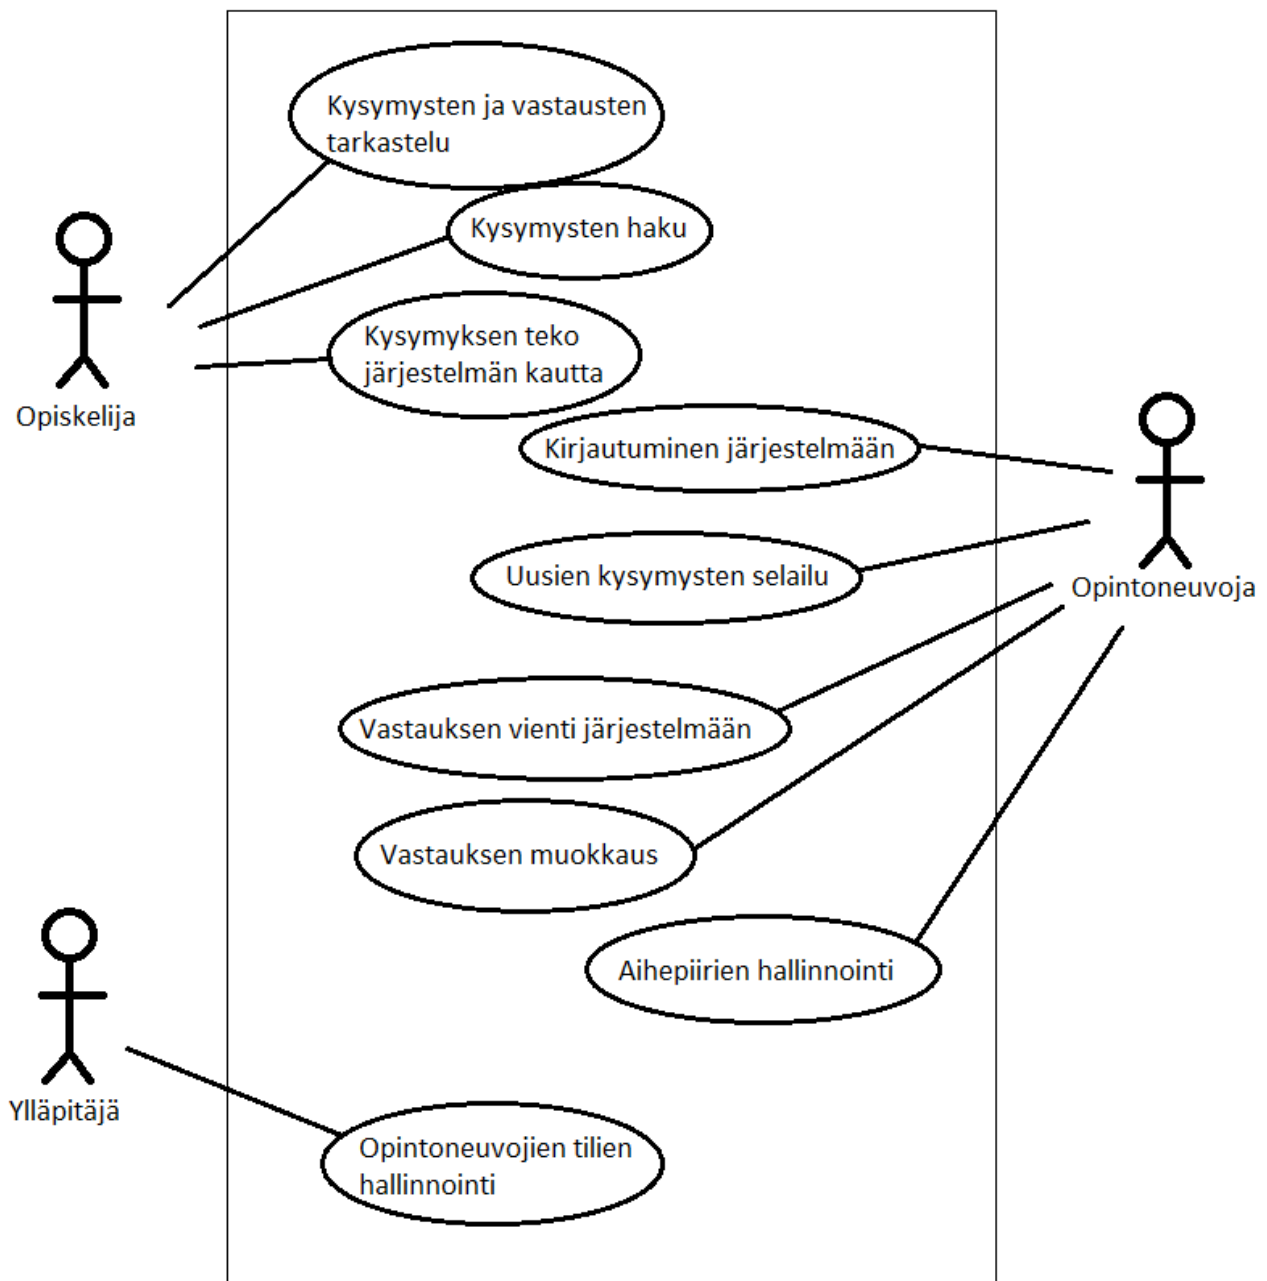 Kysymysten ja vastausten
tarkastelu
Kysymysten haku
Kysymyksen teko
järjestelmän kautta
Opiskelija
Kirjautuminen järjestelmään
Uusien kysymysten selailu
Opintoneuvoja
Vastauksen vienti järjestelmään
Vastauksen muokkaus
Aihepiirien hallinnointi
Ylläpitäjä
Opintoneuvojien tilien
hallinnointi